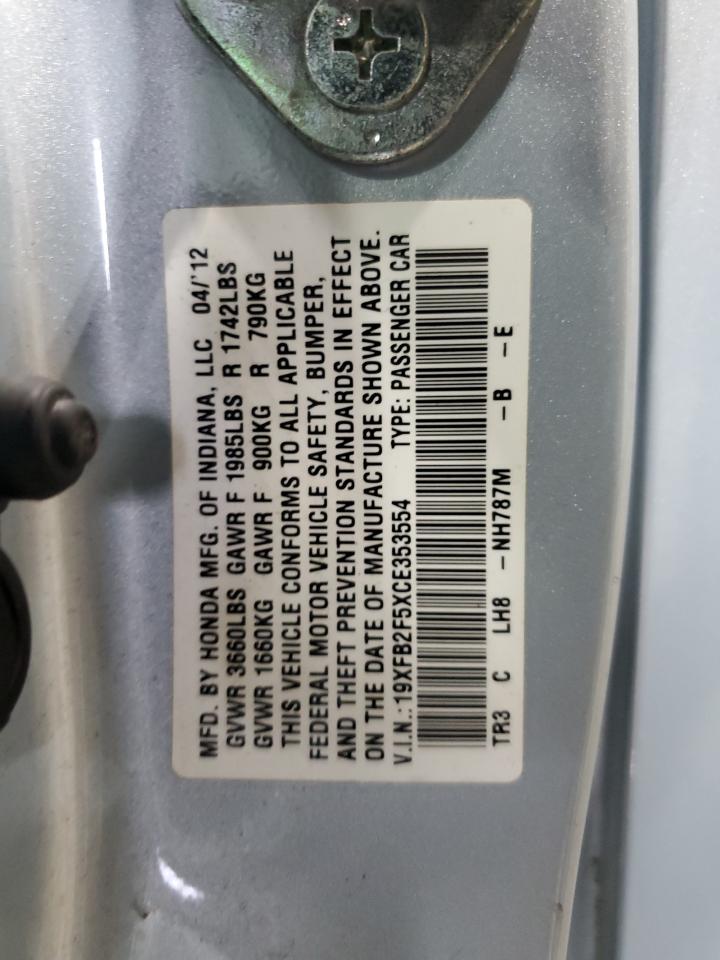 MFD. BY HONDA MFG. OF INDIANA, LLC 04/'12
GVWR 3660LBS GAWR F 1985LBS R 1742LBS
GVWR 1660KG GAWR F 900KG R 790KG
THIS VEHICLE CONFORMS TO ALL APPLICABLE
FEDERAL MOTOR VEHICLE SAFETY, BUMPER,
AND THEFT PREVENTION STANDARDS IN EFFECT
ON THE DATE OF MANUFACTURE SHOWN ABOVE.
V.I.N.:19XFB2F5XCE353554 TYPE: PASSENGER CAR
TR3 C LH8 -NH787M -B -E